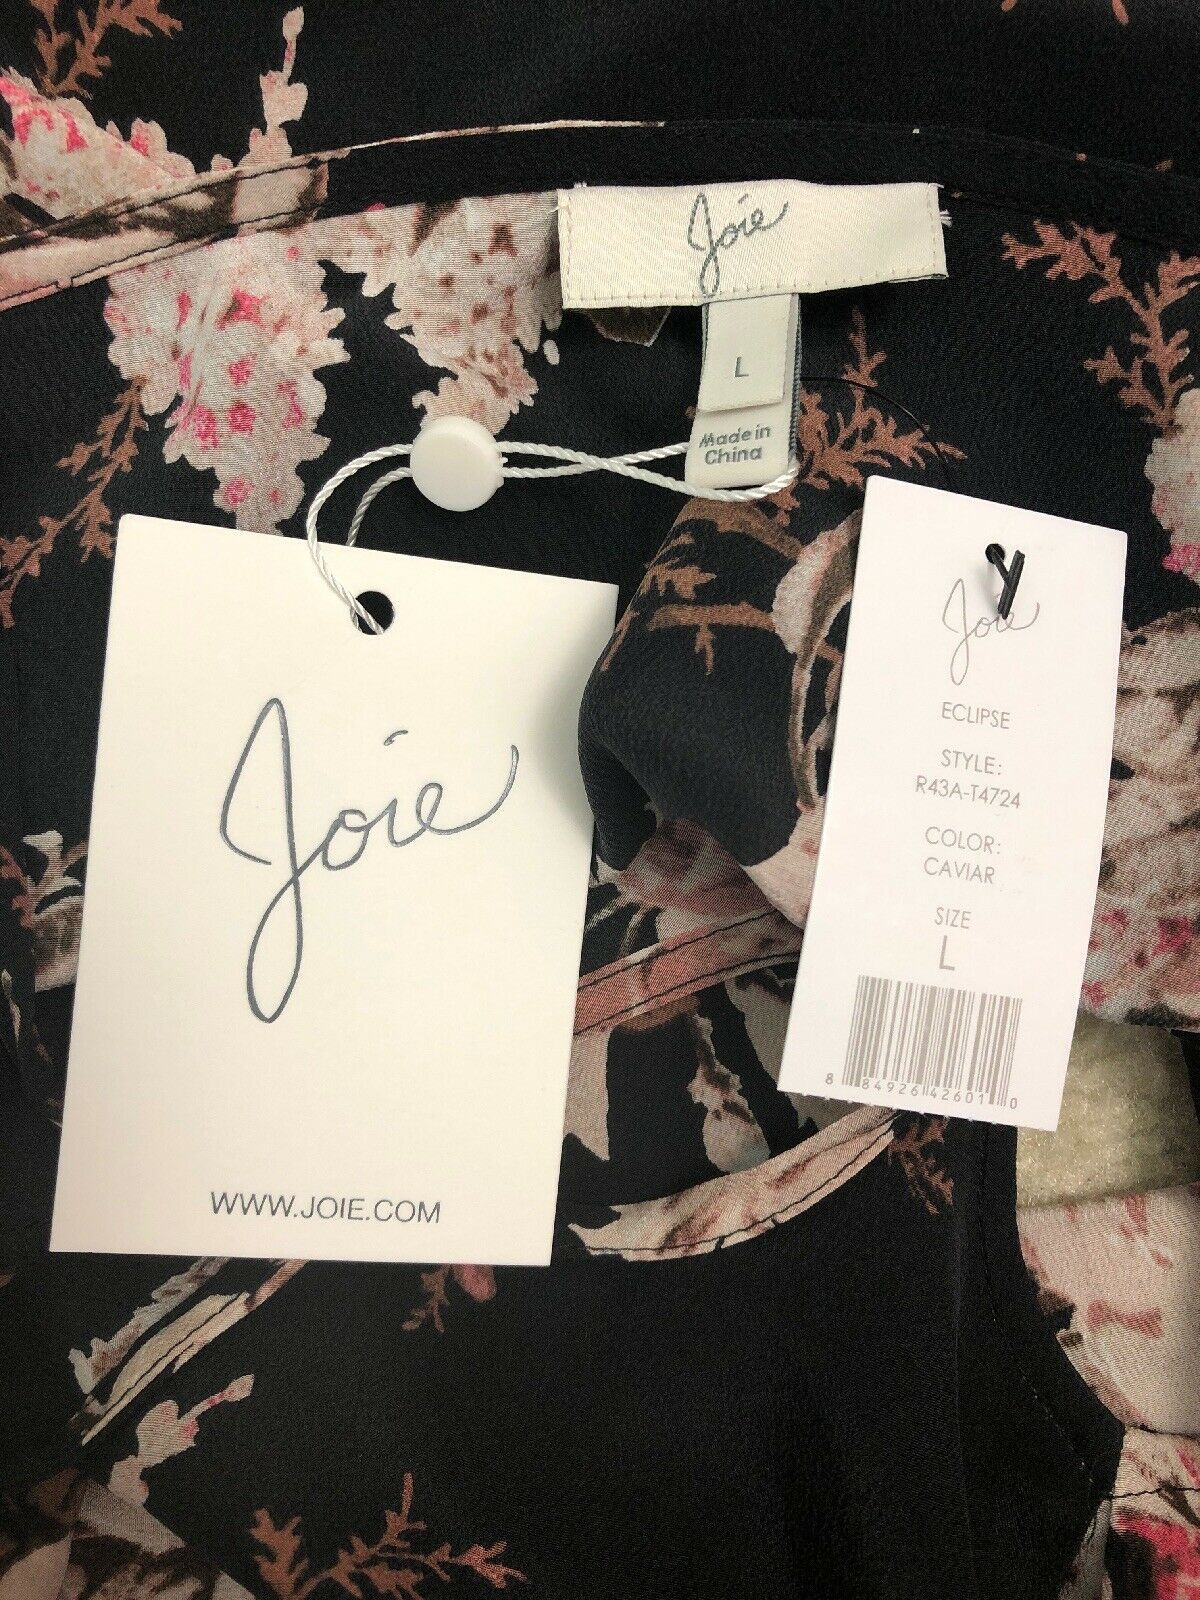 Joie
L
Made in
China
Joie
WWW.JOIE.COM
Joie
ECLIPSE
STYLE:
R43A-T4724
COLOR:
CAVIAR
SIZE
L
8 84926 42601 0